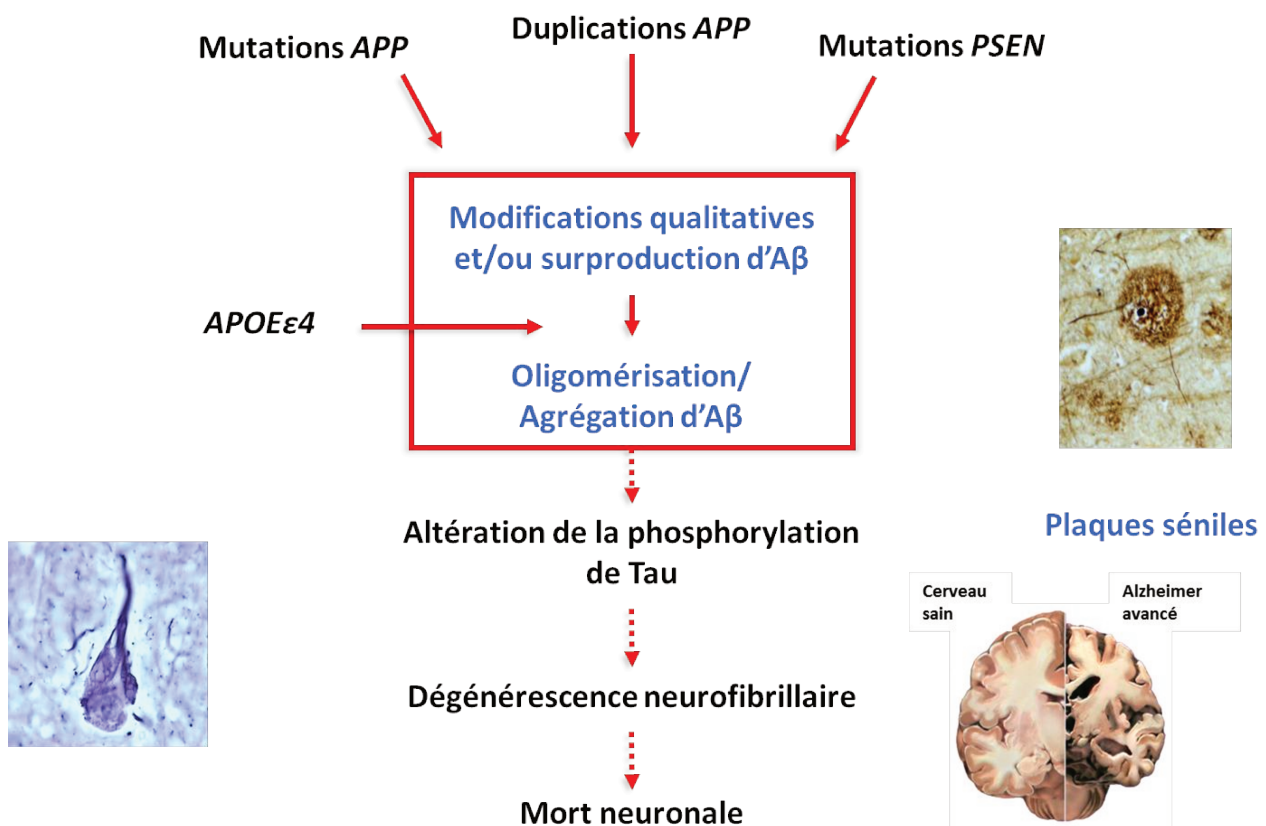 Duplications APP
Mutations APP
Mutations PSEN
Modifications qualitatives
et/ou surproduction d’Aβ
APOEε4
Oligomérisation/
Agrégation d’Aβ
Altération de la phosphorylation
de Tau
Plaques séniles
Cerveau
sain
Alzheimer
avancé
Dégénérescence neurofibrillaire
Mort neuronale